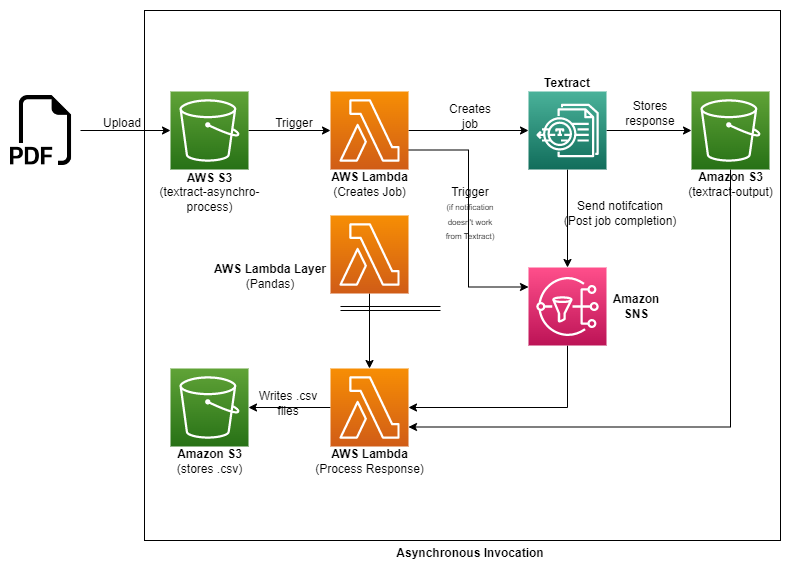 PDF
Upload
AWS S3
(textract-asynchro-
process)
Trigger
AWS Lambda
(Creates Job)
Creates
job
Textract
Stores
response
Amazon S3
(textract-output)
Trigger
(if notification
doesn't work
from Textract)
Send notifcation
(Post job completion)
AWS Lambda Layer
(Pandas)
Amazon
SNS
Writes .csv
files
Amazon S3
(stores .csv)
AWS Lambda
(Process Response)
Asynchronous Invocation